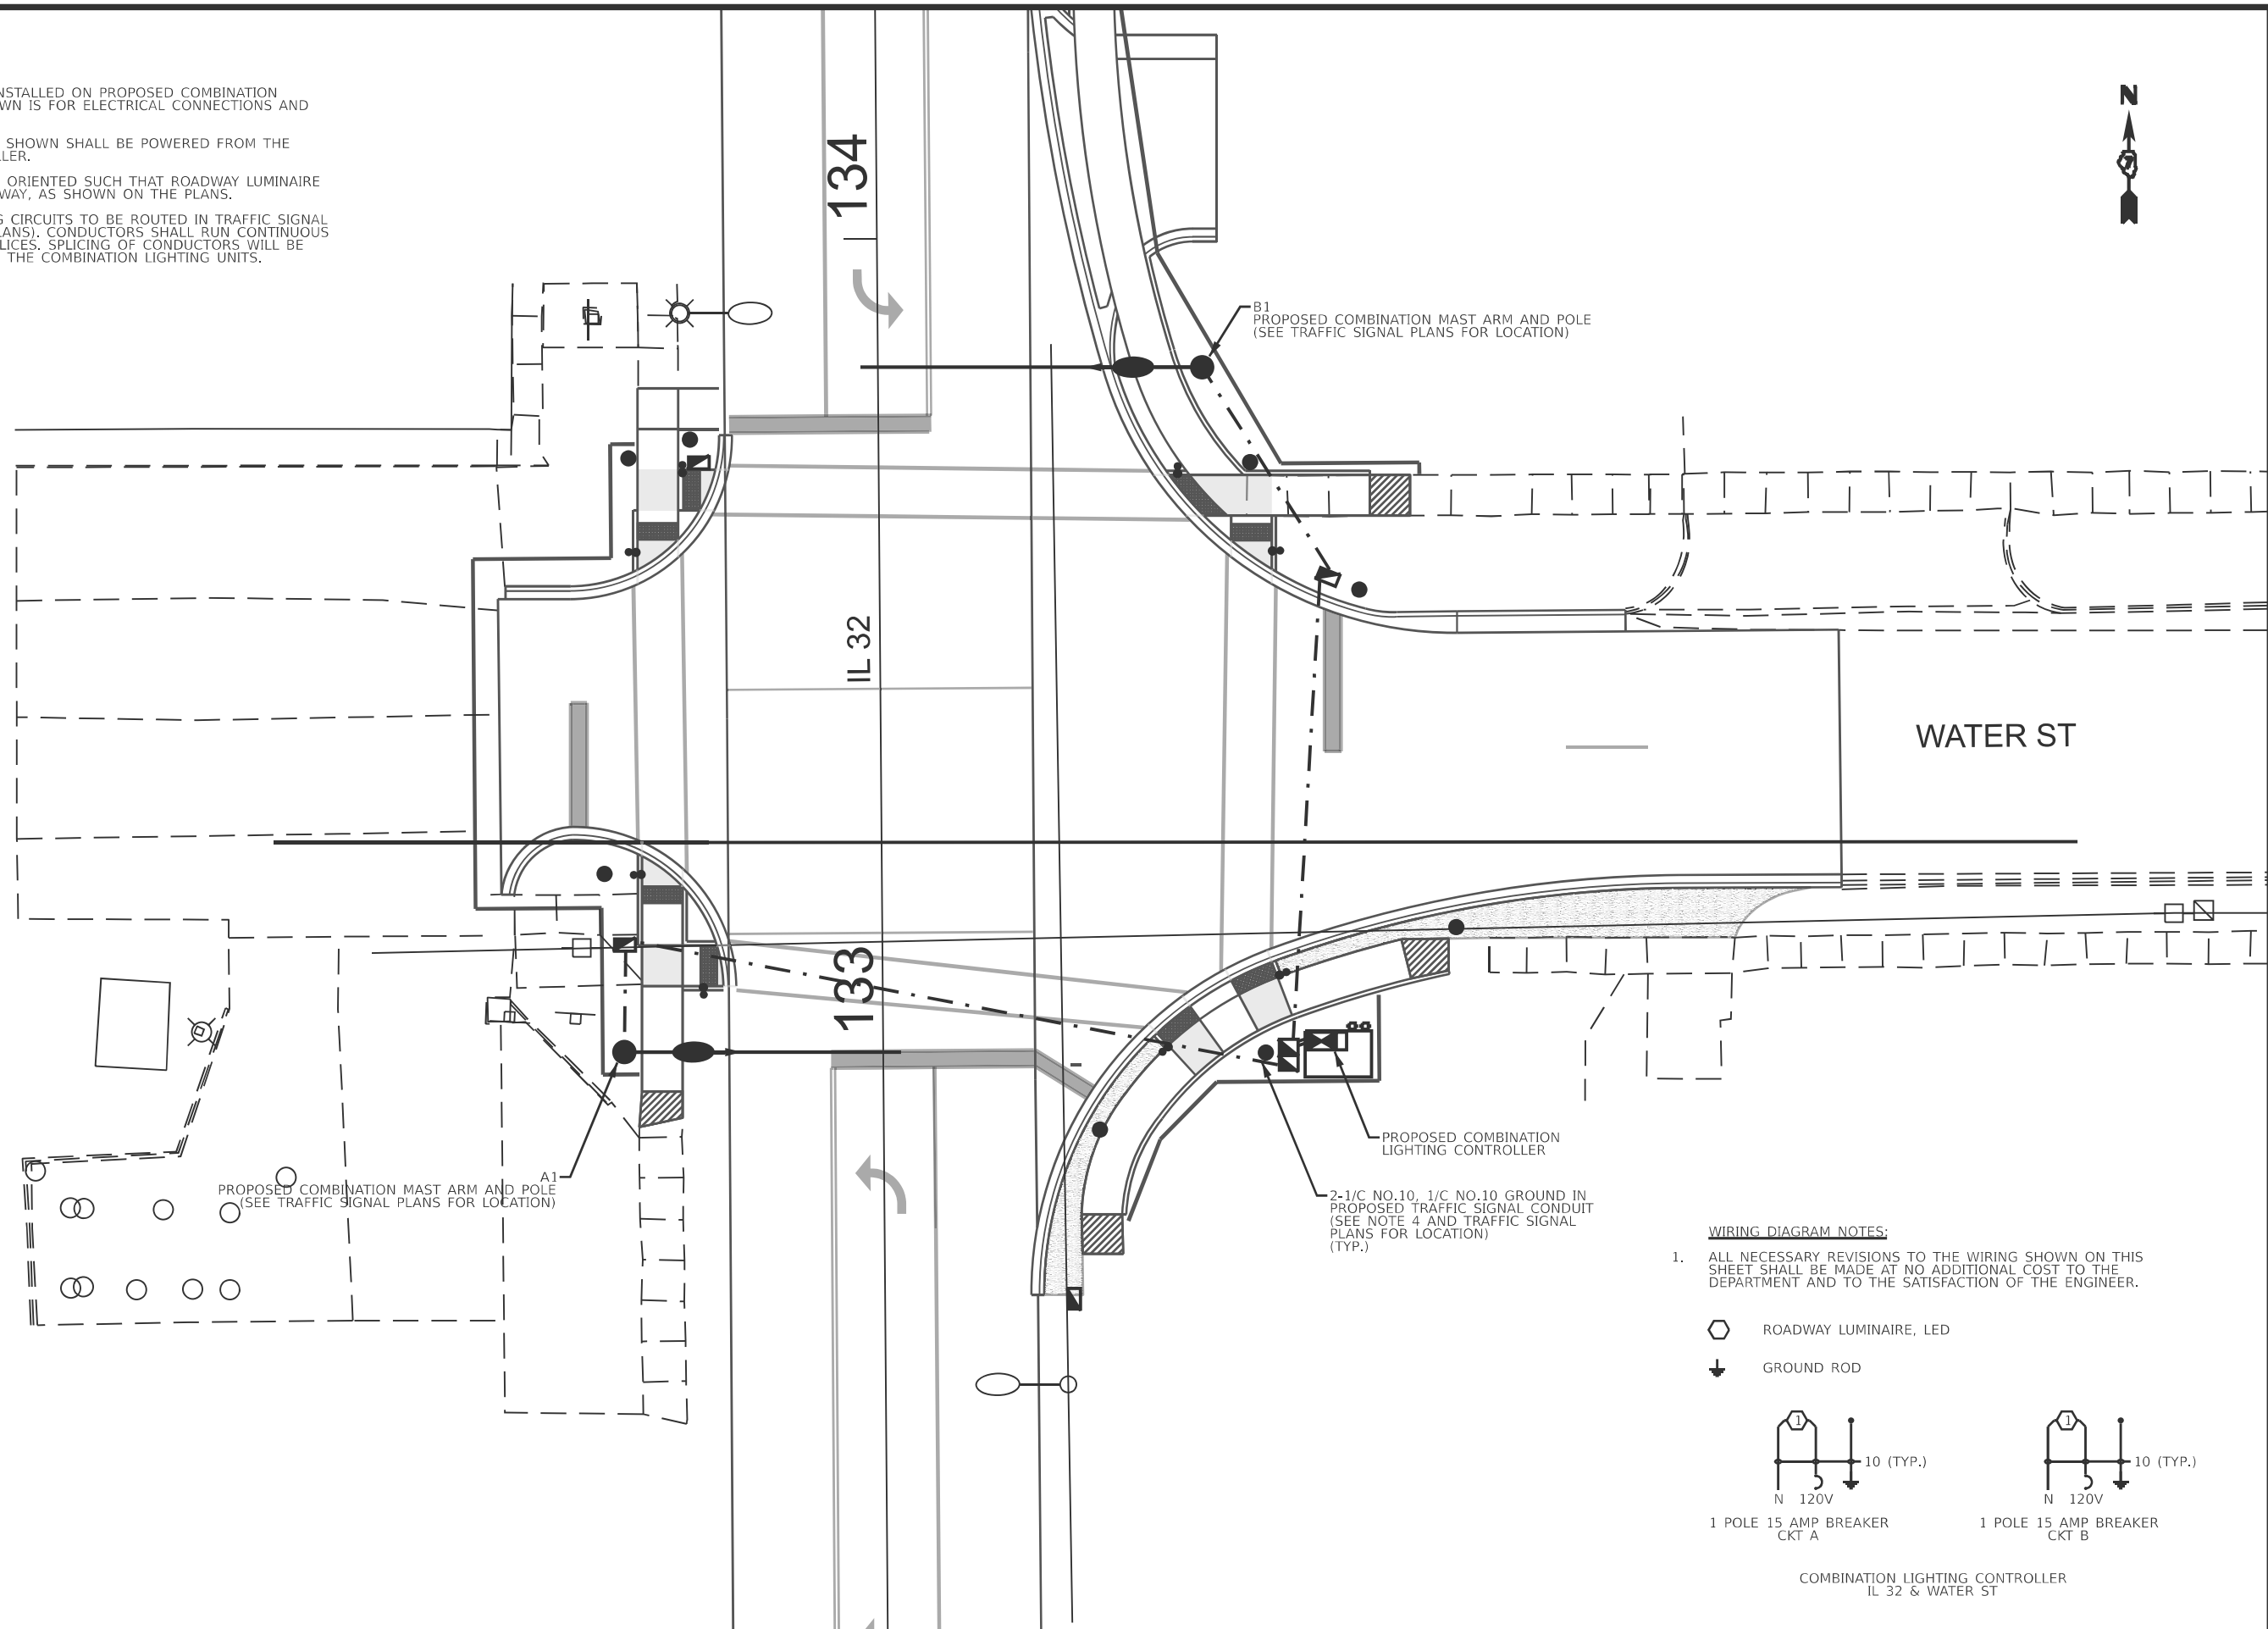 NSTALLED ON PROPOSED COMBINATION
WN IS FOR ELECTRICAL CONNECTIONS AND
SHOWN SHALL BE POWERED FROM THE
LER.
ORIENTED SUCH THAT ROADWAY LUMINAIRE
WAY, AS SHOWN ON THE PLANS.
G CIRCUITS TO BE ROUTED IN TRAFFIC SIGNAL
LANS). CONDUCTORS SHALL RUN CONTINUOUS
LICES. SPLICING OF CONDUCTORS WILL BE
THE COMBINATION LIGHTING UNITS.
N
134
B1
PROPOSED COMBINATION MAST ARM AND POLE
(SEE TRAFFIC SIGNAL PLANS FOR LOCATION)
IL 32
WATER ST
133
A1
PROPOSED COMBINATION MAST ARM AND POLE
(SEE TRAFFIC SIGNAL PLANS FOR LOCATION)
PROPOSED COMBINATION
LIGHTING CONTROLLER
2-1/C NO.10, 1/C NO.10 GROUND IN
PROPOSED TRAFFIC SIGNAL CONDUIT
(SEE NOTE 4 AND TRAFFIC SIGNAL
PLANS FOR LOCATION)
(TYP.)
WIRING DIAGRAM NOTES:
1. ALL NECESSARY REVISIONS TO THE WIRING SHOWN ON THIS
SHEET SHALL BE MADE AT NO ADDITIONAL COST TO THE
DEPARTMENT AND TO THE SATISFACTION OF THE ENGINEER.
ROADWAY LUMINAIRE, LED
GROUND ROD
1
10 (TYP.)
N 120V
1 POLE 15 AMP BREAKER
CKT A
1
10 (TYP.)
N 120V
1 POLE 15 AMP BREAKER
CKT B
COMBINATION LIGHTING CONTROLLER
IL 32 & WATER ST